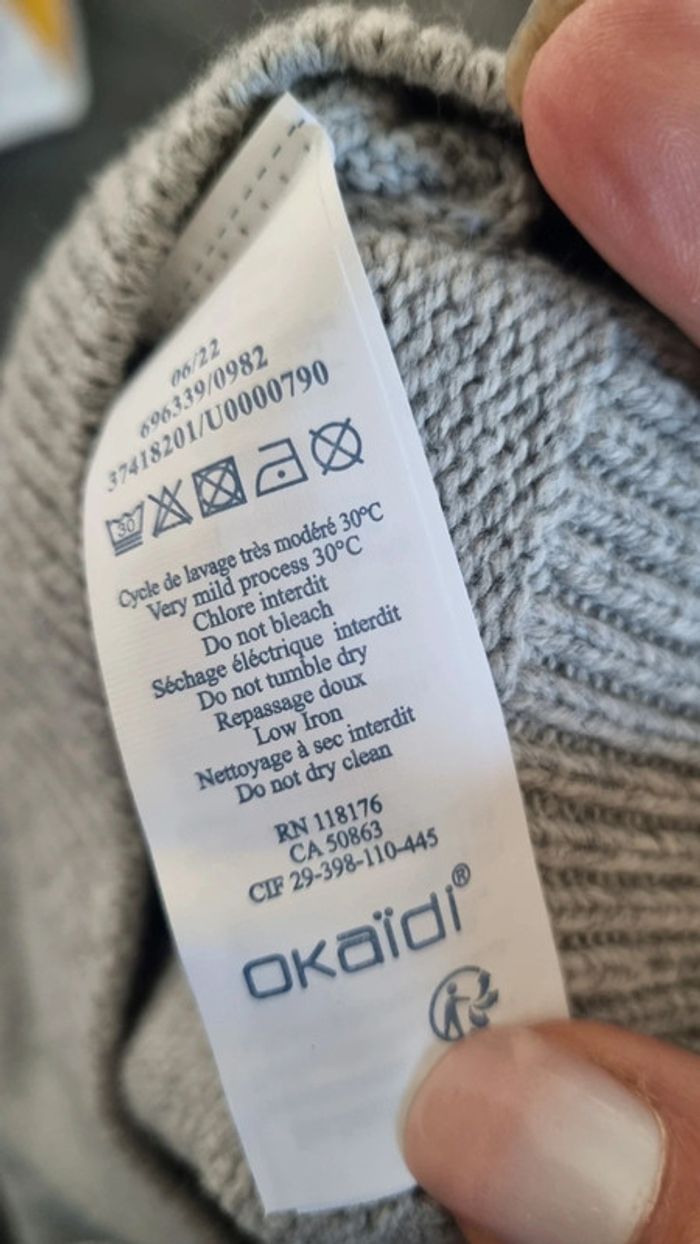 06/22
696339/0982
37418201/U0000790
30
Cycle de lavage très modéré 30°C
Very mild process 30°C
Chlore interdit
Do not bleach
Séchage éléctrique interdit
Do not tumble dry
Repassage doux
Low Iron
Nettoyage à sec interdit
Do not dry clean
RN 118176
CA 50863
CIF 29-398-110-445
okaïdi®